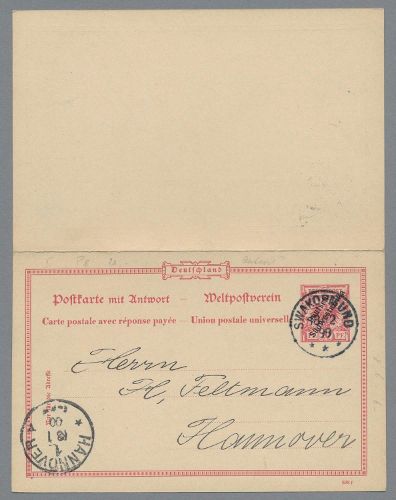 Deutschland
Postkarte mit Antwort — Weltpostverein
Carte postale avec réponse payée — Union postale universelle
SWAKOPMUND
Herrn
H. Feltmann
Hannover
HANNOVER